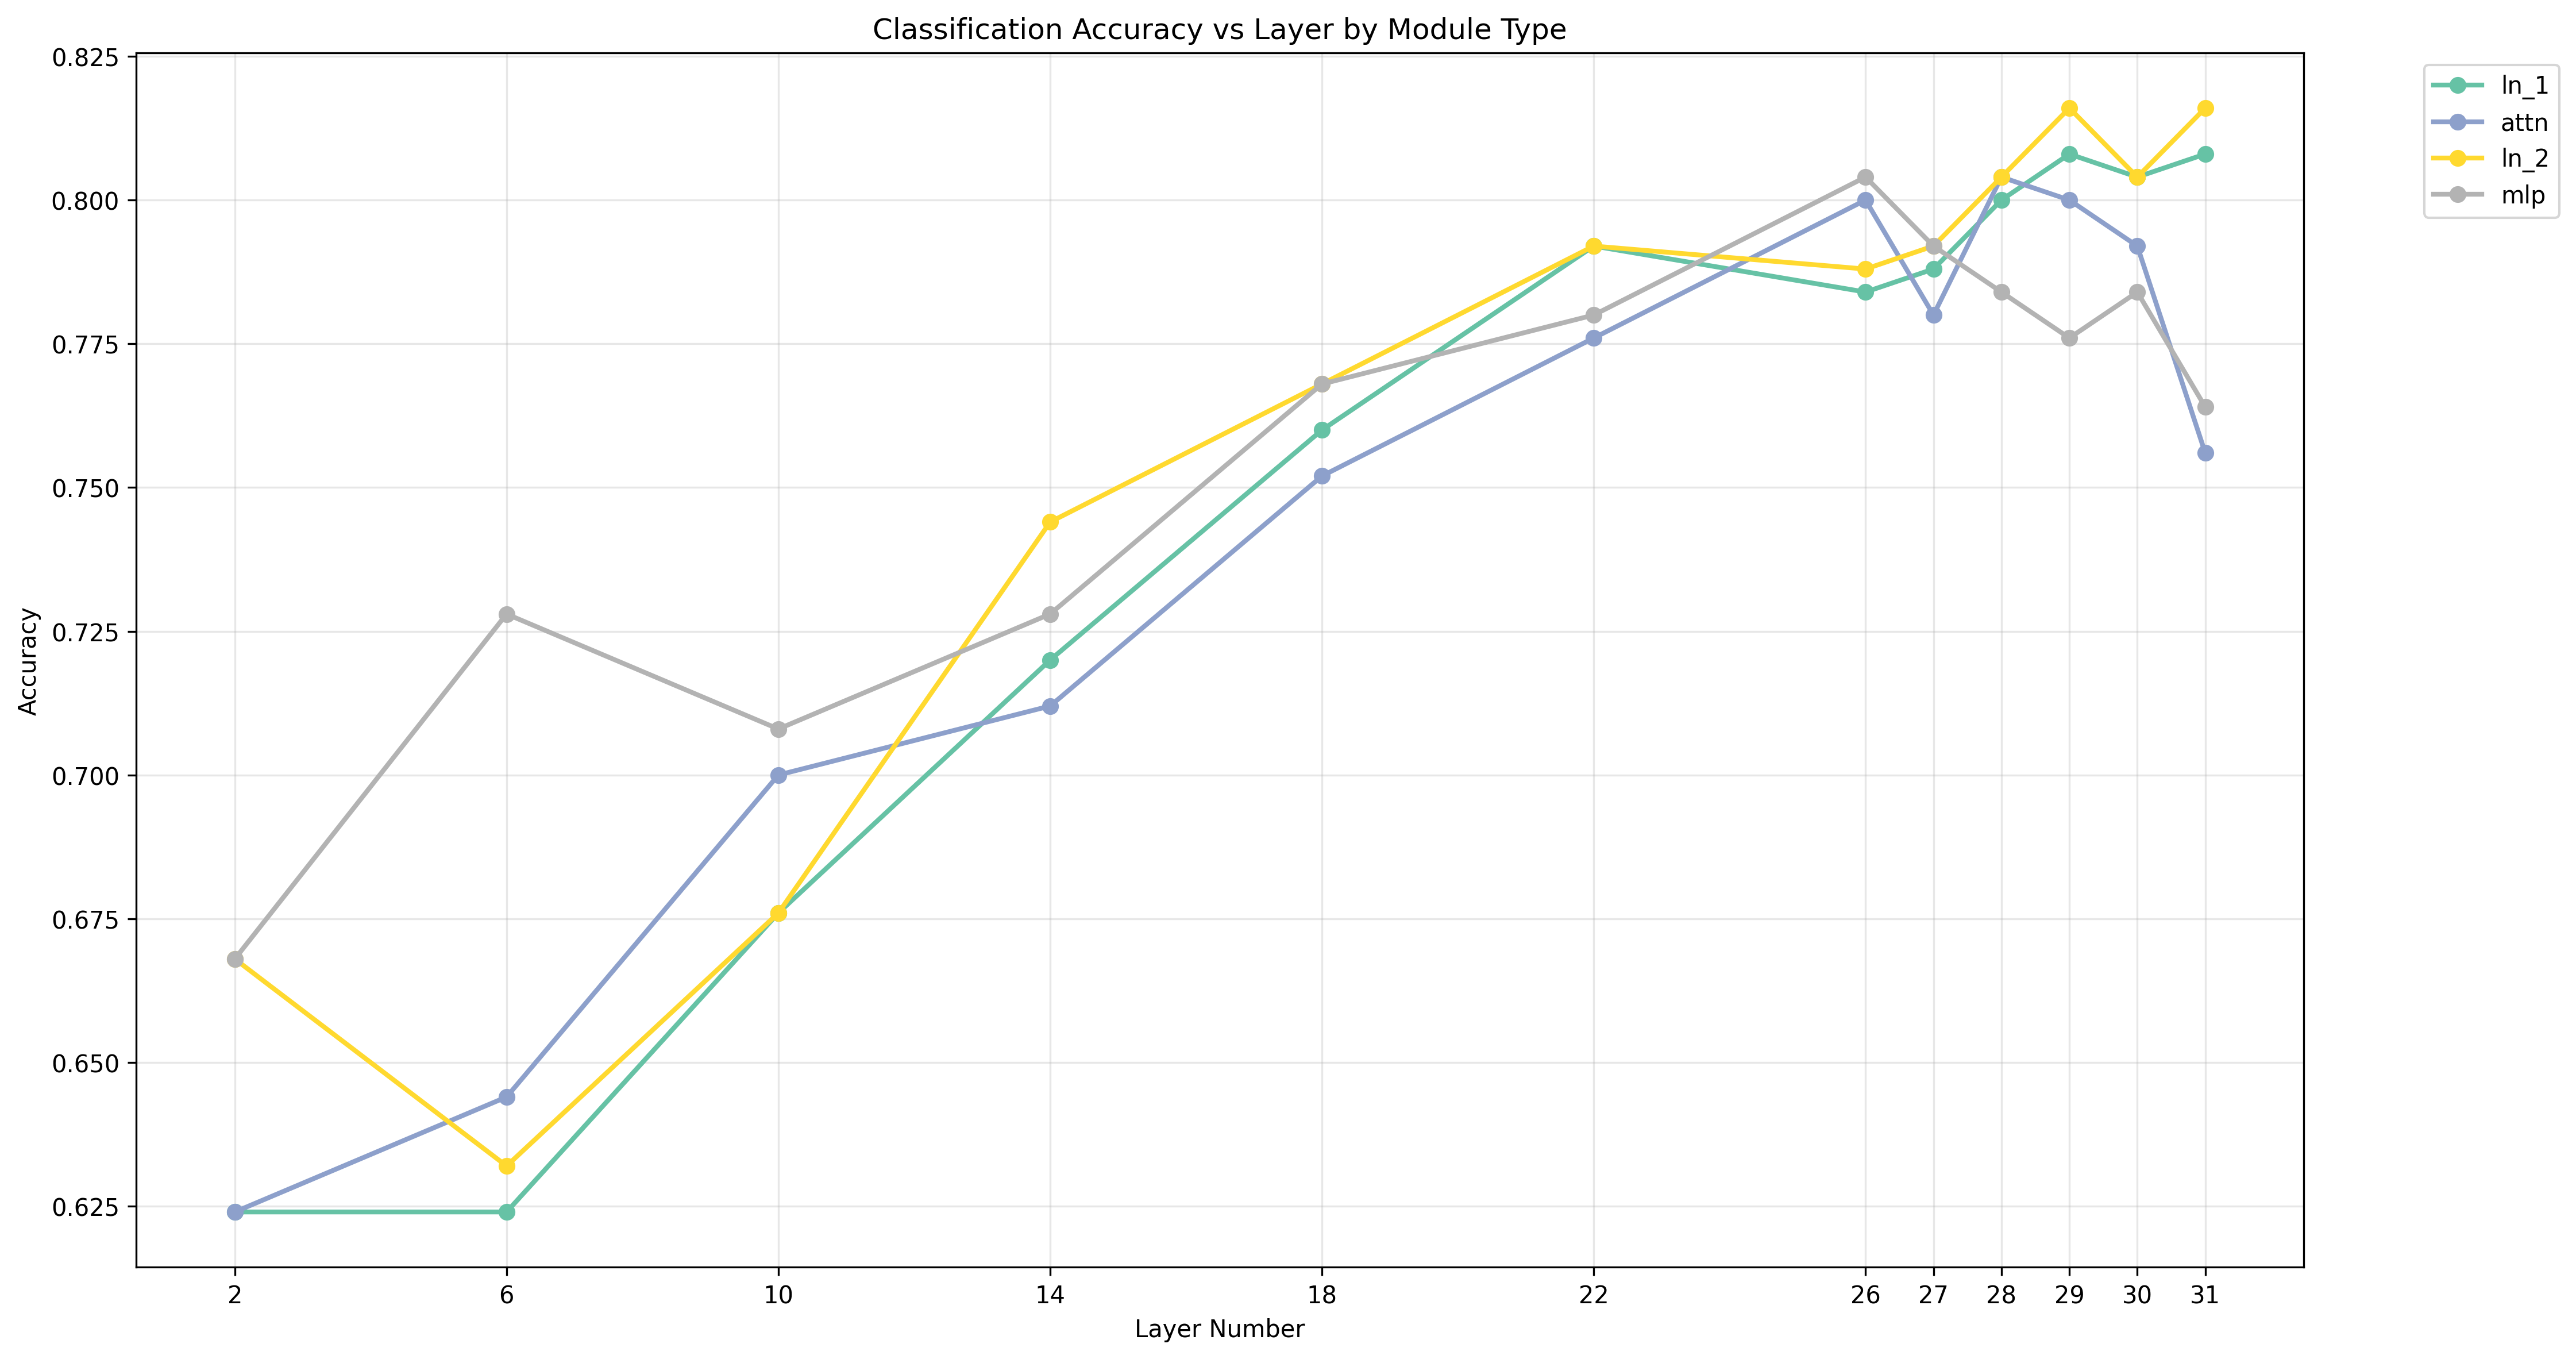 Classification Accuracy vs Layer by Module Type
0.825
0.800
0.775
0.750
0.725
0.700
0.675
0.650
0.625
Accuracy
2 6 10 14 18 22 26 27 28 29 30 31
Layer Number
ln_1
attn
ln_2
mlp